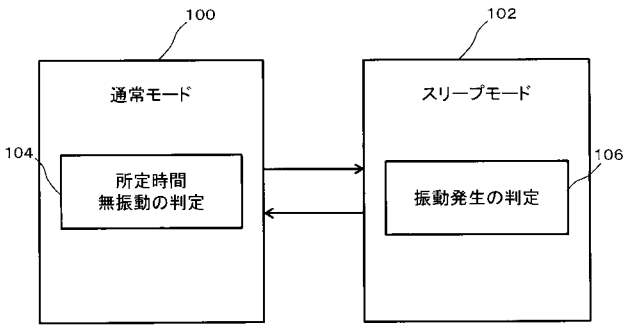 100
102
通常モード
スリープモード
104
所定時間
無振動の判定
106
振動発生の判定